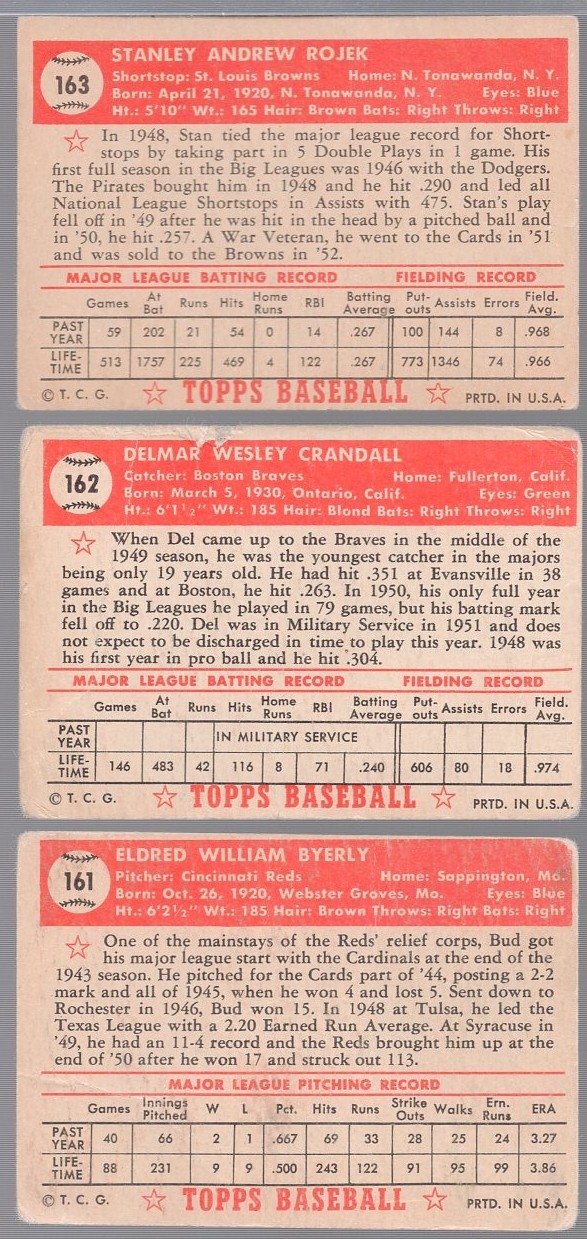 163
STANLEY ANDREW ROJEK
Shortstop: St. Louis Browns Home: N. Tonawanda, N. Y.
Born: April 21, 1920, N. Tonawanda, N. Y. Eyes: Blue
Ht.: 5'10" Wt.: 165 Hair: Brown Bats: Right Throws: Right
In 1948, Stan tied the major league record for Short-
stops by taking part in 5 Double Plays in 1 game. His
first full season in the Big Leagues was 1946 with the Dodgers.
The Pirates bought him in 1948 and he hit .290 and led all
National League Shortstops in Assists with 475. Stan's play
fell off in '49 after he was hit in the head by a pitched ball and
in '50, he hit .257. A War Veteran, he went to the Cards in '51
and was sold to the Browns in '52.
MAJOR LEAGUE BATTING RECORD FIELDING RECORD
Games At Bat Runs Hits Home Runs RBI Batting Average Put-outs Assists Errors Field. Avg.
PAST YEAR 59 202 21 54 0 14 .267 100 144 8 .968
LIFE-TIME 513 1757 225 469 4 122 .267 773 1346 74 .966
© T. C. G. TOPPS BASEBALL PRTD. IN U.S.A.
162
DELMAR WESLEY CRANDALL
Catcher: Boston Braves Home: Fullerton, Calif.
Born: March 5, 1930, Ontario, Calif. Eyes: Green
Ht.: 6'1½" Wt.: 185 Hair: Blond Bats: Right Throws: Right
When Del came up to the Braves in the middle of the
1949 season, he was the youngest catcher in the majors
being only 19 years old. He had hit .351 at Evansville in 38
games and at Boston, he hit .263. In 1950, his only full year
in the Big Leagues he played in 79 games, but his batting mark
fell off to .220. Del was in Military Service in 1951 and does
not expect to be discharged in time to play this year. 1948 was
his first year in pro ball and he hit .304.
MAJOR LEAGUE BATTING RECORD FIELDING RECORD
Games At Bat Runs Hits Home Runs RBI Batting Average Put-outs Assists Errors Field. Avg.
PAST YEAR IN MILITARY SERVICE
LIFE-TIME 146 483 42 116 8 71 .240 606 80 18 .974
© T. C. G. TOPPS BASEBALL PRTD. IN U.S.A.
161
ELDRED WILLIAM BYERLY
Pitcher: Cincinnati Reds Home: Sappington, Mo.
Born: Oct. 26, 1920, Webster Groves, Mo. Eyes: Blue
Ht.: 6'2½" Wt.: 185 Hair: Brown Throws: Right Bats: Right
One of the mainstays of the Reds' relief corps, Bud got
his major league start with the Cardinals at the end of the
1943 season. He pitched for the Cards part of '44, posting a 2-2
mark and all of 1945, when he won 4 and lost 5. Sent down to
Rochester in 1946, Bud won 15. In 1948 at Tulsa, he led the
Texas League with a 2.20 Earned Run Average. At Syracuse in
'49, he had an 11-4 record and the Reds brought him up at the
end of '50 after he won 17 and struck out 113.
MAJOR LEAGUE PITCHING RECORD
Games Innings Pitched W L Pct. Hits Runs Strike Outs Walks Ern. Runs ERA
PAST YEAR 40 66 2 1 .667 69 33 28 25 24 3.27
LIFE-TIME 88 231 9 9 .500 243 122 91 95 99 3.86
© T. C. G. TOPPS BASEBALL PRTD. IN U.S.A.